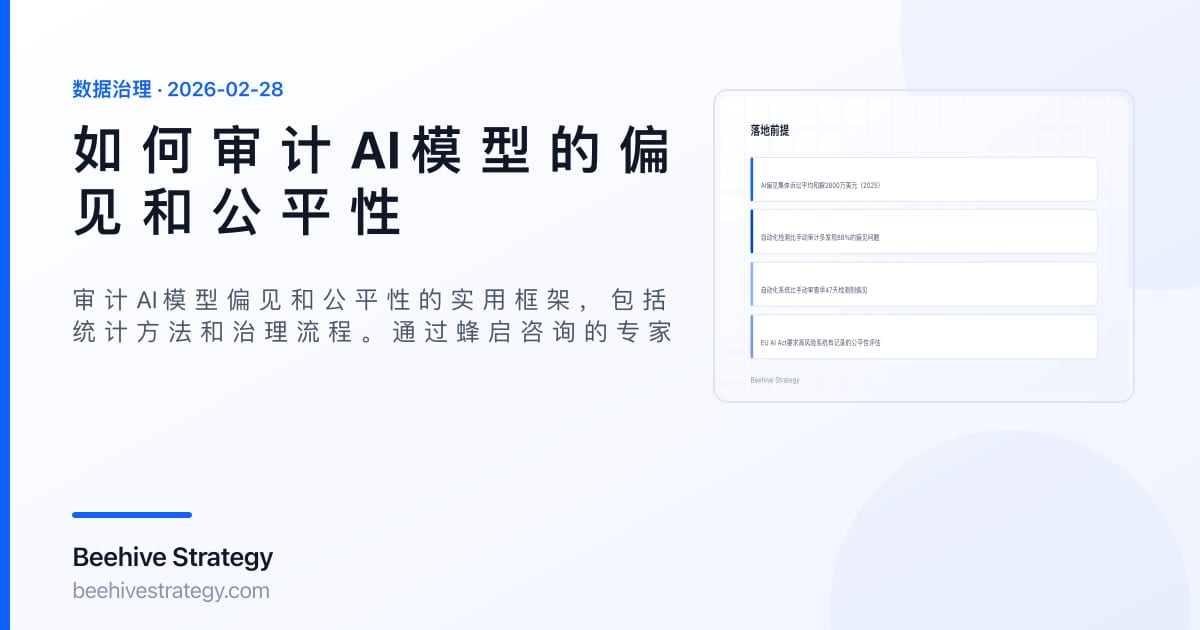 数据治理 · 2026-02-28
如何审计AI模型的偏
见和公平性
审计AI模型偏见和公平性的实用框架，包括
统计方法和治理流程。通过蜂启咨询的专家
落地前提
AI偏见集体诉讼平均和解2800万美元（2025）
自动化检测比手动审计多发现88%的偏见问题
自动化系统比手动审查早47天检测到偏见
EU AI Act要求高风险系统有记录的公平性评估
Beehive Strategy
Beehive Strategy
beehivestrategy.com